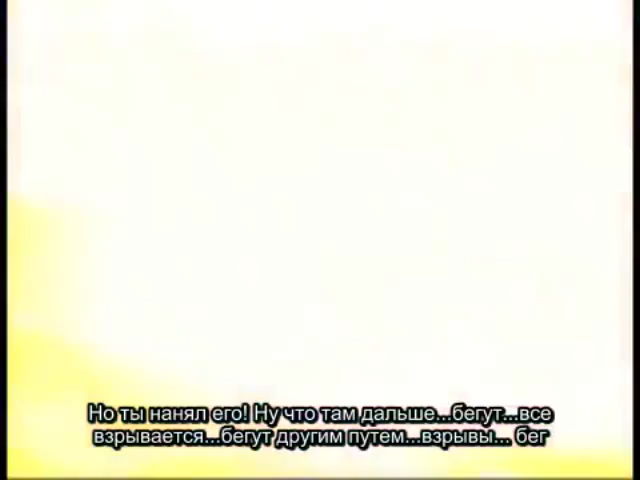 Но ты нанял его! Ну что там дальше...бегут...все
взрывается...бегут другим путем...взрывы... бег